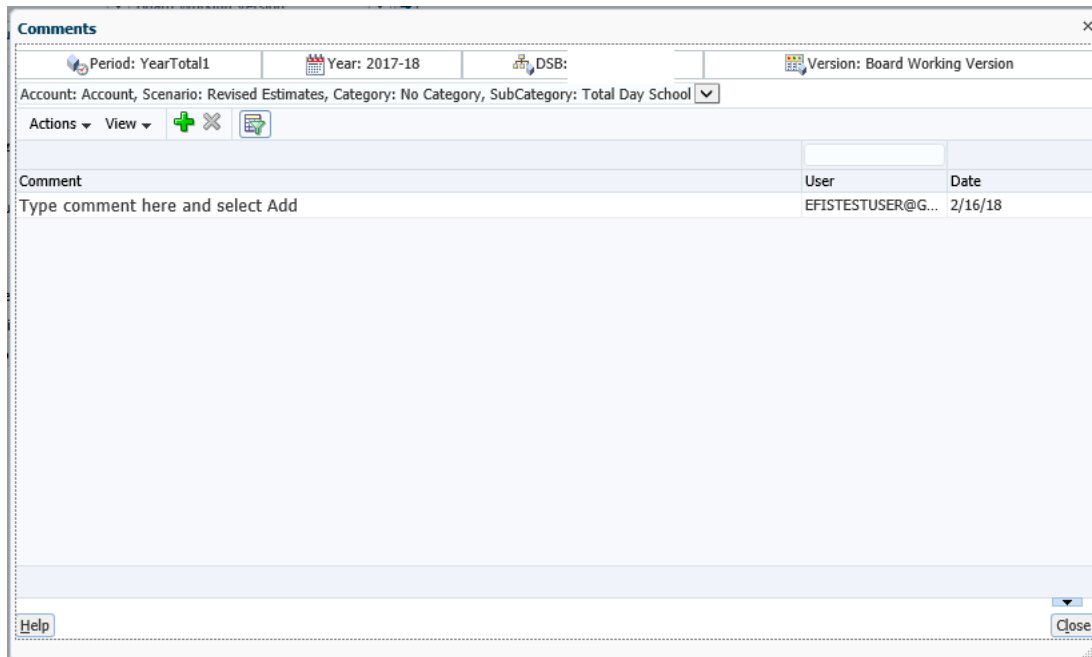 Comments
Period: YearTotal1 Year: 2017-18 DSB: Version: Board Working Version
Account: Account, Scenario: Revised Estimates, Category: No Category, SubCategory: Total Day School
Actions View
Comment User Date
Type comment here and select Add EFISTESTUSER@G... 2/16/18
Help Close